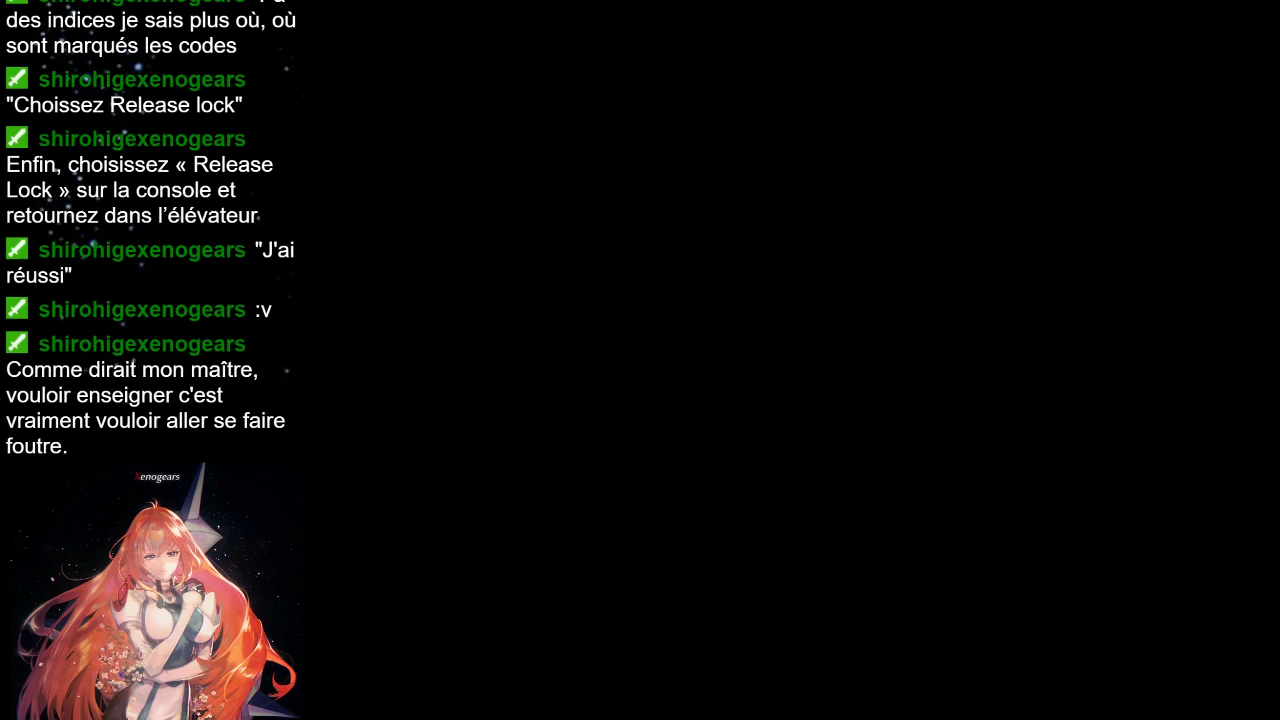 des indices je sais plus où, où
sont marqués les codes
shirohigexenogears
"Choissez Release lock"
shirohigexenogears
Enfin, choisissez « Release
Lock » sur la console et
retournez dans l’élévateur
shirohigexenogears "J'ai
réussi"
shirohigexenogears :v
shirohigexenogears
Comme dirait mon maître,
vouloir enseigner c'est
vraiment vouloir aller se faire
foutre.
Xenogears